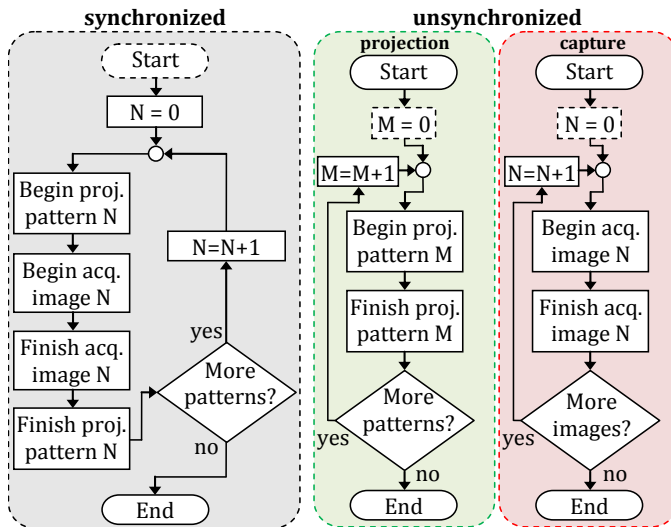 synchronized
Start
N = 0
Begin proj.
pattern N
Begin acq.
image N
Finish acq.
image N
Finish proj.
pattern N
N=N+1
yes
More
patterns?
no
End
unsynchronized
projection
Start
M = 0
M=M+1
Begin proj.
pattern M
Finish proj.
pattern M
More
patterns?
yes
no
End
capture
Start
N = 0
N=N+1
Begin acq.
image N
Finish acq.
image N
More
images?
yes
no
End